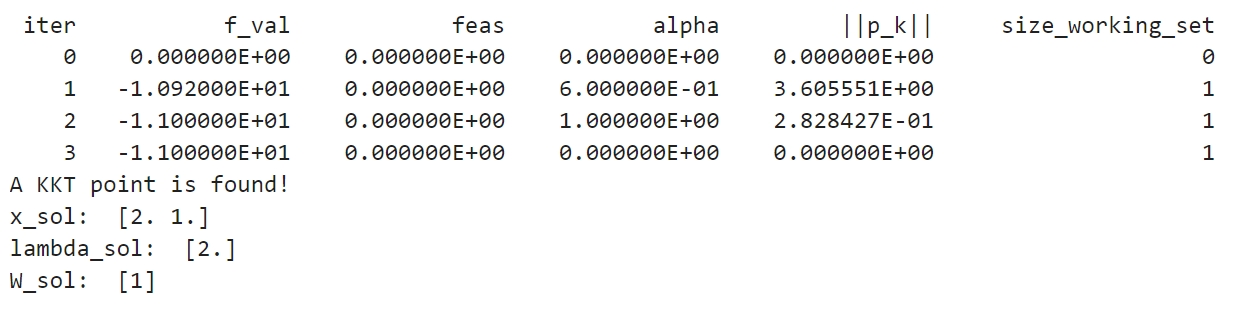 iter f_val feas alpha ||p_k|| size_working_set
0 0.000000E+00 0.000000E+00 0.000000E+00 0.000000E+00 0
1 -1.092000E+01 0.000000E+00 6.000000E-01 3.605551E+00 1
2 -1.100000E+01 0.000000E+00 1.000000E+00 2.828427E-01 1
3 -1.100000E+01 0.000000E+00 0.000000E+00 0.000000E+00 1
A KKT point is found!
x_sol: [2. 1.]
lambda_sol: [2.]
W_sol: [1]